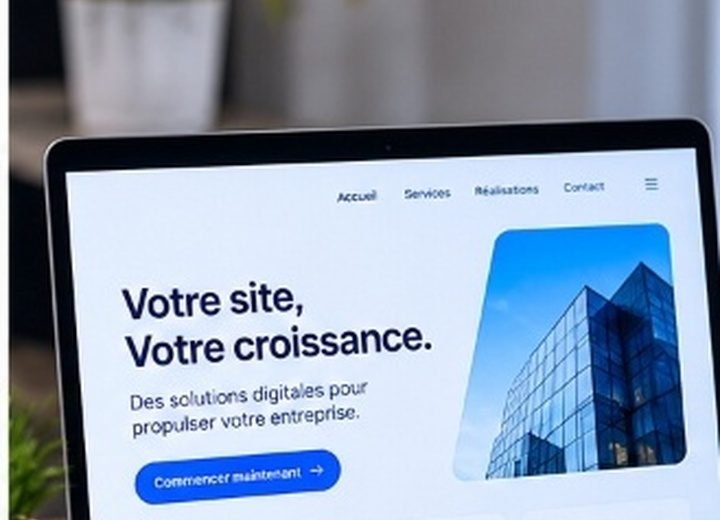 Accueil Services Réalisations Contact
Votre site,
Votre croissance.
Des solutions digitales pour
propulser votre entreprise.
Commencer maintenant →